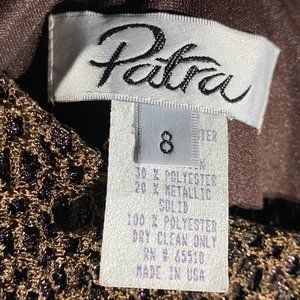 Patra
8
30 % POLYESTER
20 % METALLIC
SOLID
100 % POLYESTER
DRY CLEAN ONLY
RN # 65510
MADE IN USA